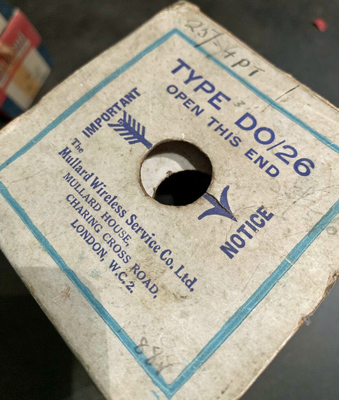 TYPE DO/26
OPEN THIS END
IMPORTANT
NOTICE
The
Mullard Wireless Service Co. Ltd.
MULLARD HOUSE,
CHARING CROSS ROAD,
LONDON, W.C.2.